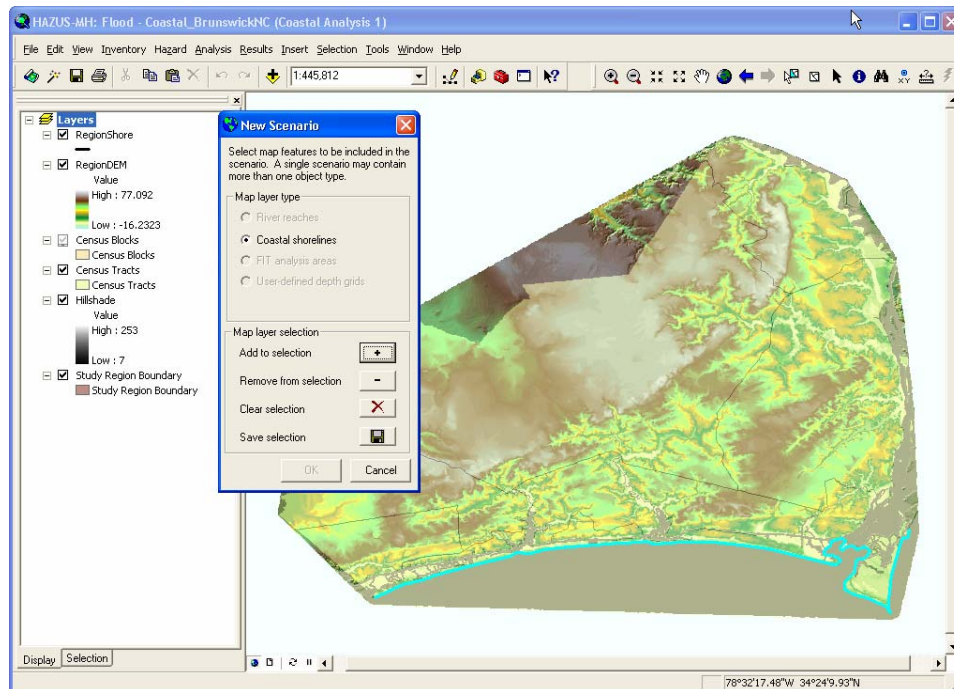 HAZUS-MH: Flood - Coastal_BrunswickNC (Coastal Analysis 1)
File Edit View Inventory Hazard Analysis Results Insert Selection Tools Window Help
1:445,812
XY
Layers
RegionShore
RegionDEM
Value
High : 77.092
Low : -16.2323
Census Blocks
Census Blocks
Census Tracts
Census Tracts
Hillshade
Value
High : 253
Low : 7
Study Region Boundary
Study Region Boundary
New Scenario
Select map features to be included in the
scenario. A single scenario may contain
more than one object type.
Map layer type
River reaches
Coastal shorelines
FIT analysis areas
User-defined depth grids
Map layer selection
Add to selection +
Remove from selection -
Clear selection
Save selection
OK Cancel
Display Selection
78°32'17.48"W 34°24'9.93"N